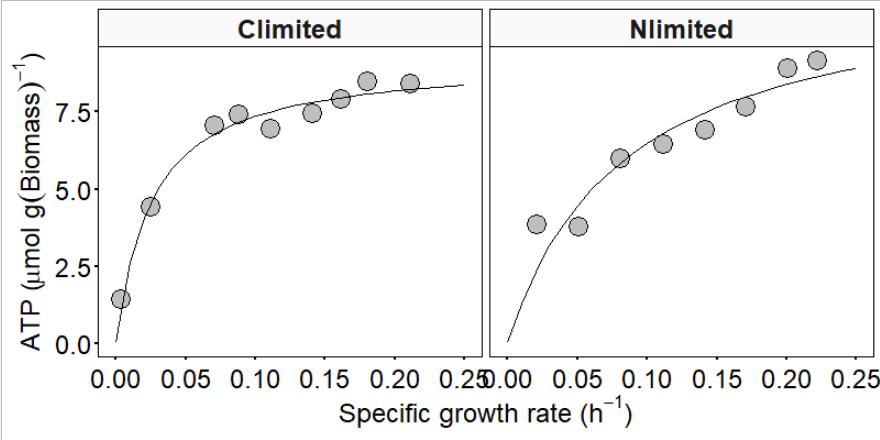 Climited Nlimited
ATP (μmol g(Biomass)⁻¹)
7.5
5.0
2.5
0.0
0.00 0.05 0.10 0.15 0.20 0.25 0.00 0.05 0.10 0.15 0.20 0.25
Specific growth rate (h⁻¹)